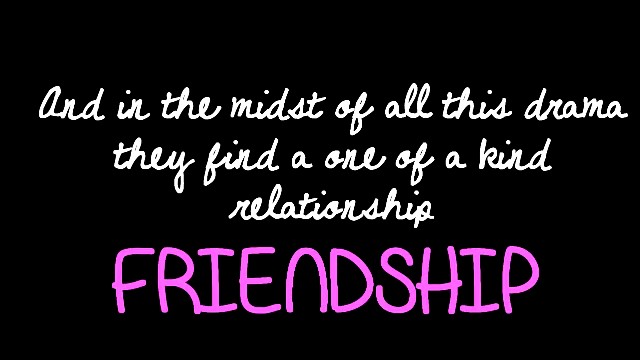 And in the midst of all this drama
they find a one of a kind
relationship
FRIENDSHIP